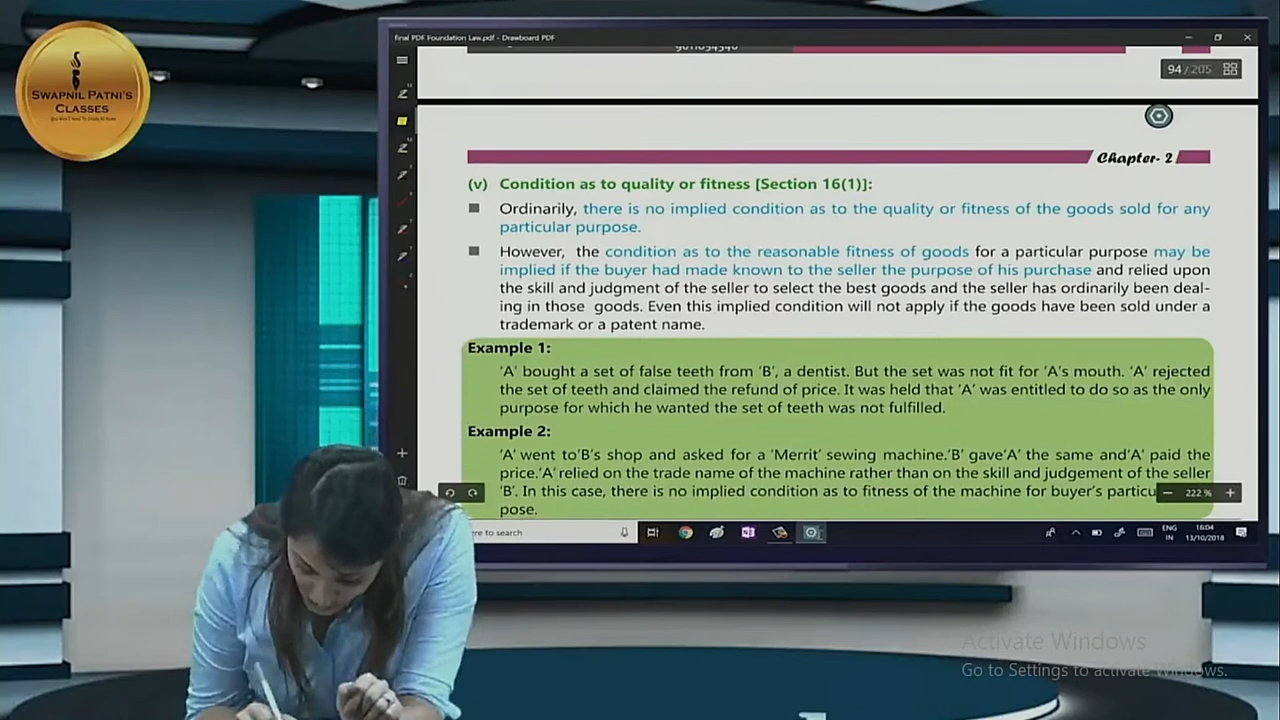 SWAPNIL PATNI'S
CLASSES
final PDF Foundation Law.pdf - Drawboard PDF
94 / 205
Chapter- 2
(v) Condition as to quality or fitness [Section 16(1)]:
Ordinarily, there is no implied condition as to the quality or fitness of the goods sold for any
particular purpose.
However, the condition as to the reasonable fitness of goods for a particular purpose may be
implied if the buyer had made known to the seller the purpose of his purchase and relied upon
the skill and judgment of the seller to select the best goods and the seller has ordinarily been deal-
ing in those goods. Even this implied condition will not apply if the goods have been sold under a
trademark or a patent name.
Example 1:
'A' bought a set of false teeth from 'B', a dentist. But the set was not fit for 'A's mouth. 'A' rejected
the set of teeth and claimed the refund of price. It was held that 'A' was entitled to do so as the only
purpose for which he wanted the set of teeth was not fulfilled.
Example 2:
'A' went to'B's shop and asked for a 'Merrit' sewing machine.'B' gave'A' the same and'A' paid the
price.'A' relied on the trade name of the machine rather than on the skill and judgement of the seller
'B'. In this case, there is no implied condition as to fitness of the machine for buyer's particu
pose.
222 %
re to search
ENG
IN
16:04
13/10/2018
Activate Windows
Go to Settings to activate Windows.